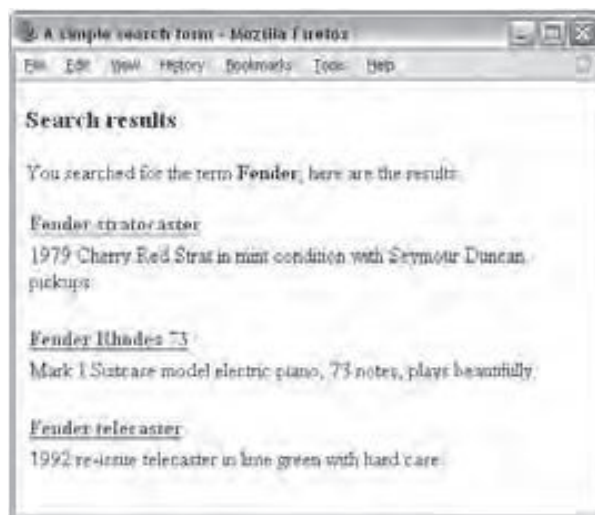 A simple search form - Mozilla Firefox
File Edit View History Bookmarks Tools Help
Search results
You searched for the term Fender, here are the results
Fender stratocaster
1979 Cherry Red Strat in mint condition with Seymour Duncan
pickups
Fender Rhodes 73
Mark I Suitcase model electric piano, 73 notes, plays beautifully
Fender telecaster
1992 re-issue telecaster in lime green with hard case